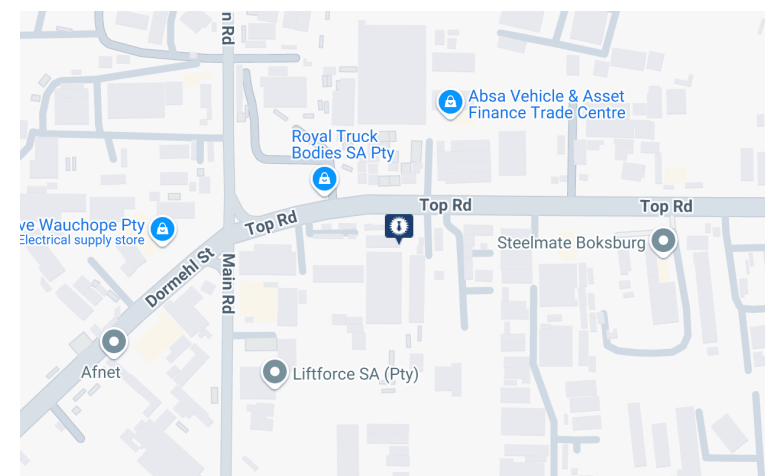 n Rd
Absa Vehicle & Asset
Finance Trade Centre
Royal Truck
Bodies SA Pty
Top Rd
Top Rd
Top Rd
ve Wauchope Pty
Electrical supply store
Steelmate Boksburg
Dormehl St
Main Rd
Afnet
Liftforce SA (Pty)